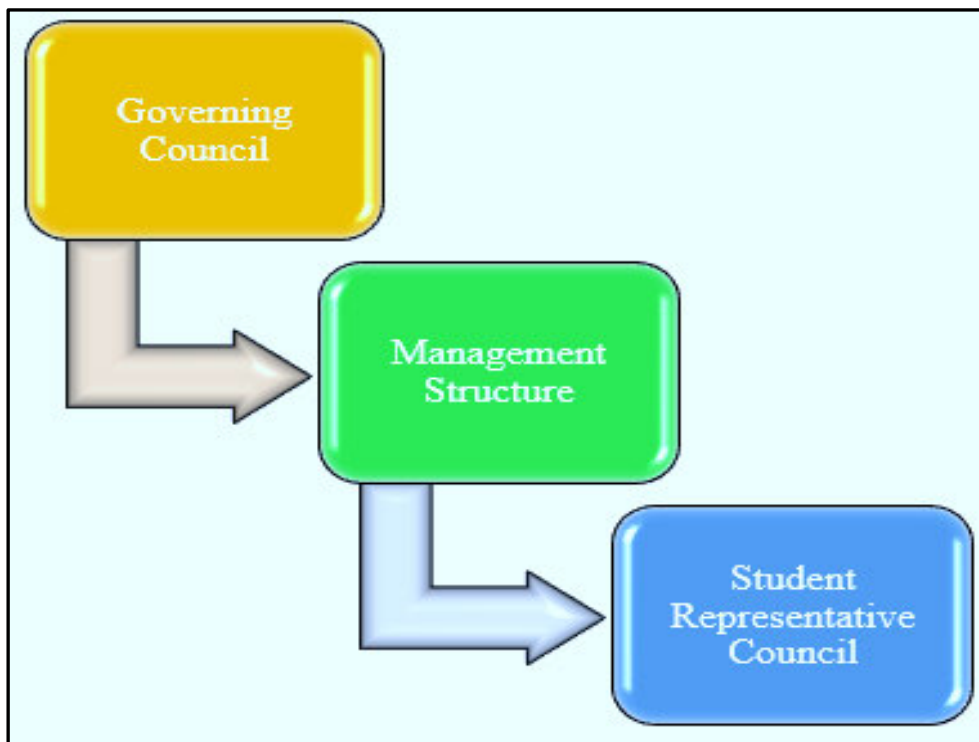 Governing
Council
Management
Structure
Student
Representative
Council